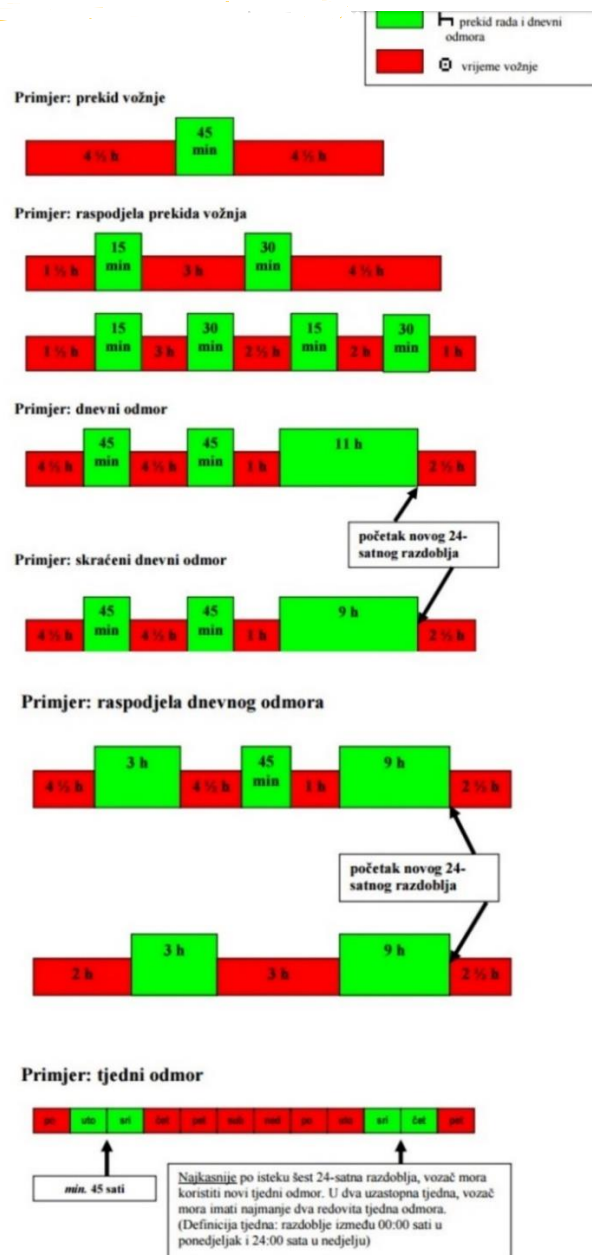 prekid rada i dnevni
odmora
vrijeme vožnje
Primjer: prekid vožnje
45
min
4 ½ h
4 ½ h
Primjer: raspodjela prekida vožnja
15
min
30
min
1 ½ h
3 h
4 ½ h
15
min
30
min
15
min
30
min
1 ½ h
3 h
2 ½ h
2 h
1 h
Primjer: dnevni odmor
45
min
45
min
11 h
4 ½ h
4 ½ h
1 h
2 ½ h
početak novog 24-
satnog razdoblja
Primjer: skraćeni dnevni odmor
45
min
45
min
9 h
4 ½ h
4 ½ h
1 h
2 ½ h
Primjer: raspodjela dnevnog odmora
3 h
45
min
9 h
4 ½ h
4 ½ h
1 h
2 ½ h
početak novog 24-
satnog razdoblja
3 h
9 h
2 h
3 h
2 ½ h
Primjer: tjedni odmor
po uto sri čet pet sub ned po uto sri čet pet
min. 45 sati
Najkasnije po isteku šest 24-satna razdoblja, vozač mora
koristiti novi tjedni odmor. U dva uzastopna tjedna, vozač
mora imati najmanje dva redovita tjedna odmora.
(Definicija tjedna: razdoblje između 00:00 sati u
ponedjeljak i 24:00 sata u nedjelju)